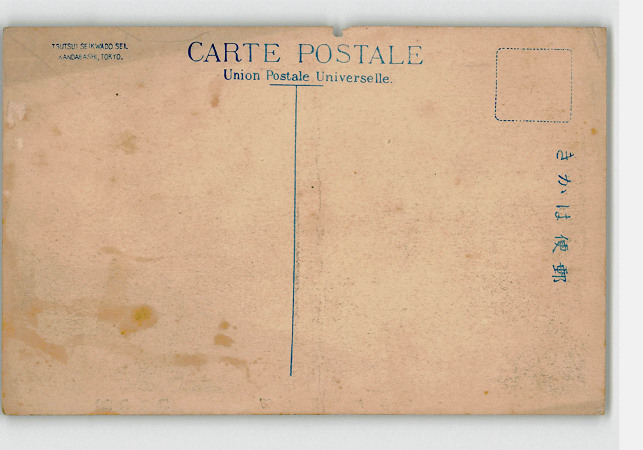 TSUTSUI SEIKWADO SEI.
KANDABASHI, TOKYO.
CARTE POSTALE
Union Postale Universelle.
きかは便郵